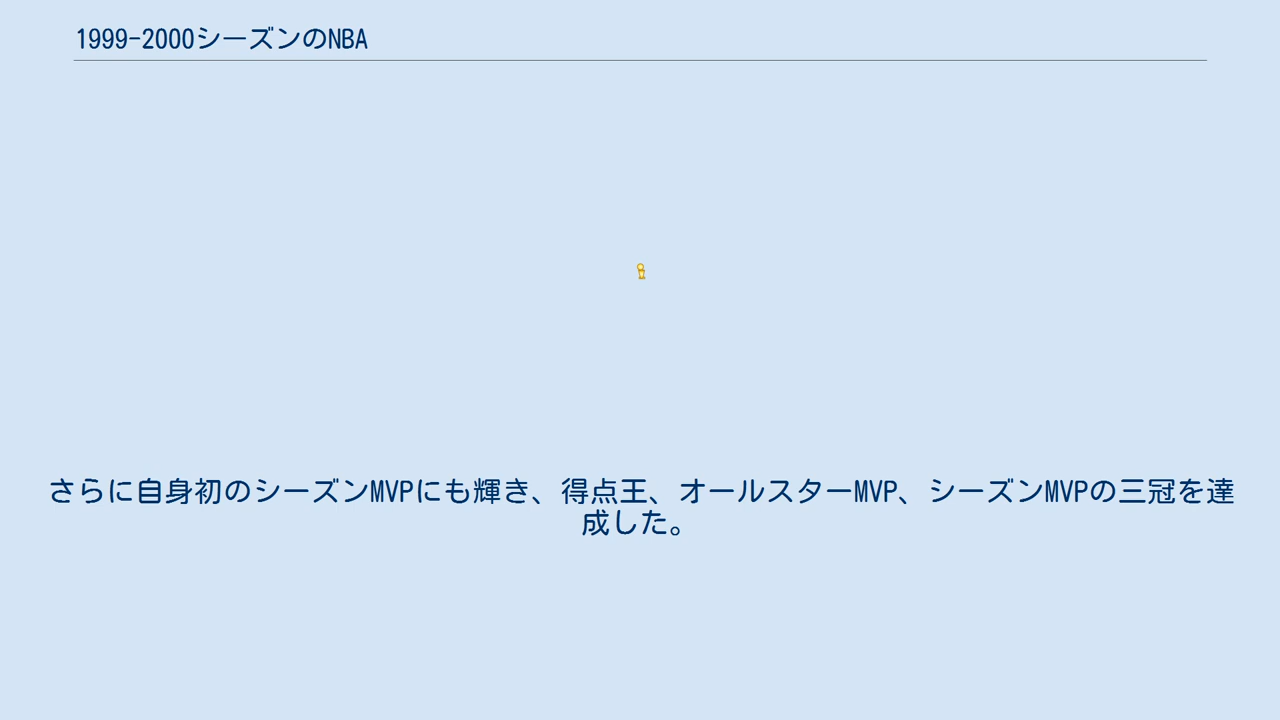 1999-2000シーズンのNBA
さらに自身初のシーズンMVPにも輝き、得点王、オールスターMVP、シーズンMVPの三冠を達
成した。